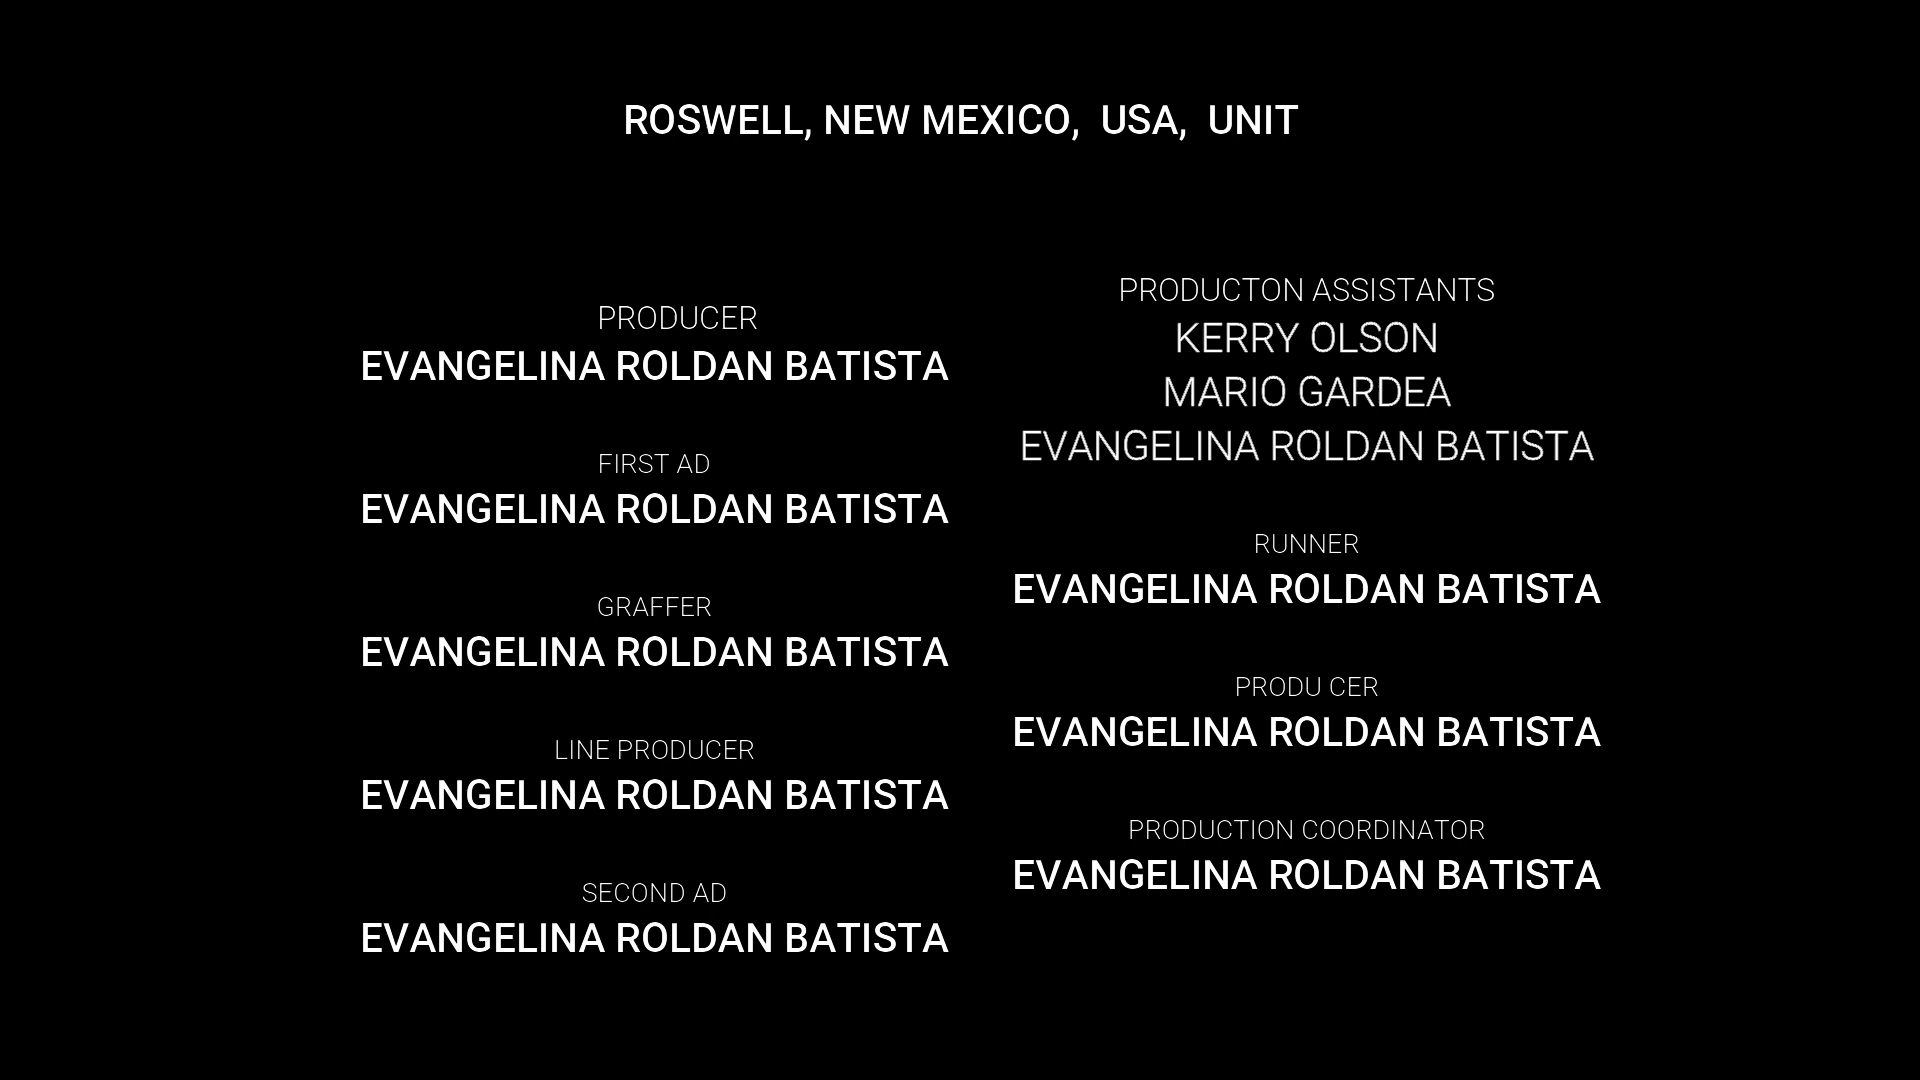 ROSWELL, NEW MEXICO, USA, UNIT
PRODUCER
EVANGELINA ROLDAN BATISTA
FIRST AD
EVANGELINA ROLDAN BATISTA
GRAFFER
EVANGELINA ROLDAN BATISTA
LINE PRODUCER
EVANGELINA ROLDAN BATISTA
SECOND AD
EVANGELINA ROLDAN BATISTA
PRODUCTON ASSISTANTS
KERRY OLSON
MARIO GARDEA
EVANGELINA ROLDAN BATISTA
RUNNER
EVANGELINA ROLDAN BATISTA
PRODU CER
EVANGELINA ROLDAN BATISTA
PRODUCTION COORDINATOR
EVANGELINA ROLDAN BATISTA